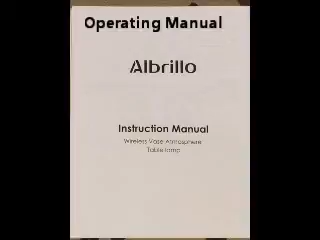 Operating Manual
Albrillo
Instruction Manual
Wireless Vase Atmosphere
Table lamp